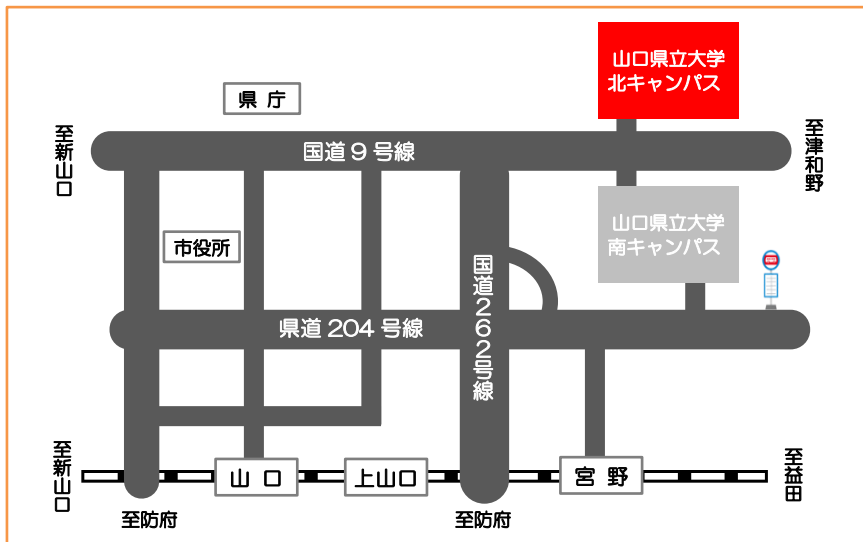 山口県立大学
北キャンパス
県庁
至新山口
国道9号線
至津和野
山口県立大学
南キャンパス
市役所
国道262号線
県道204号線
至新山口
山口
上山口
宮野
至益田
至防府
至防府